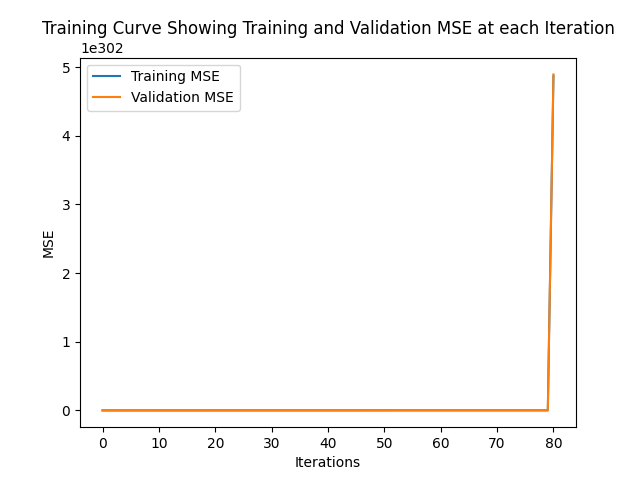 Training Curve Showing Training and Validation MSE at each Iteration
1e302
Training MSE
Validation MSE
5
4
3
2
1
0
MSE
0 10 20 30 40 50 60 70 80
Iterations